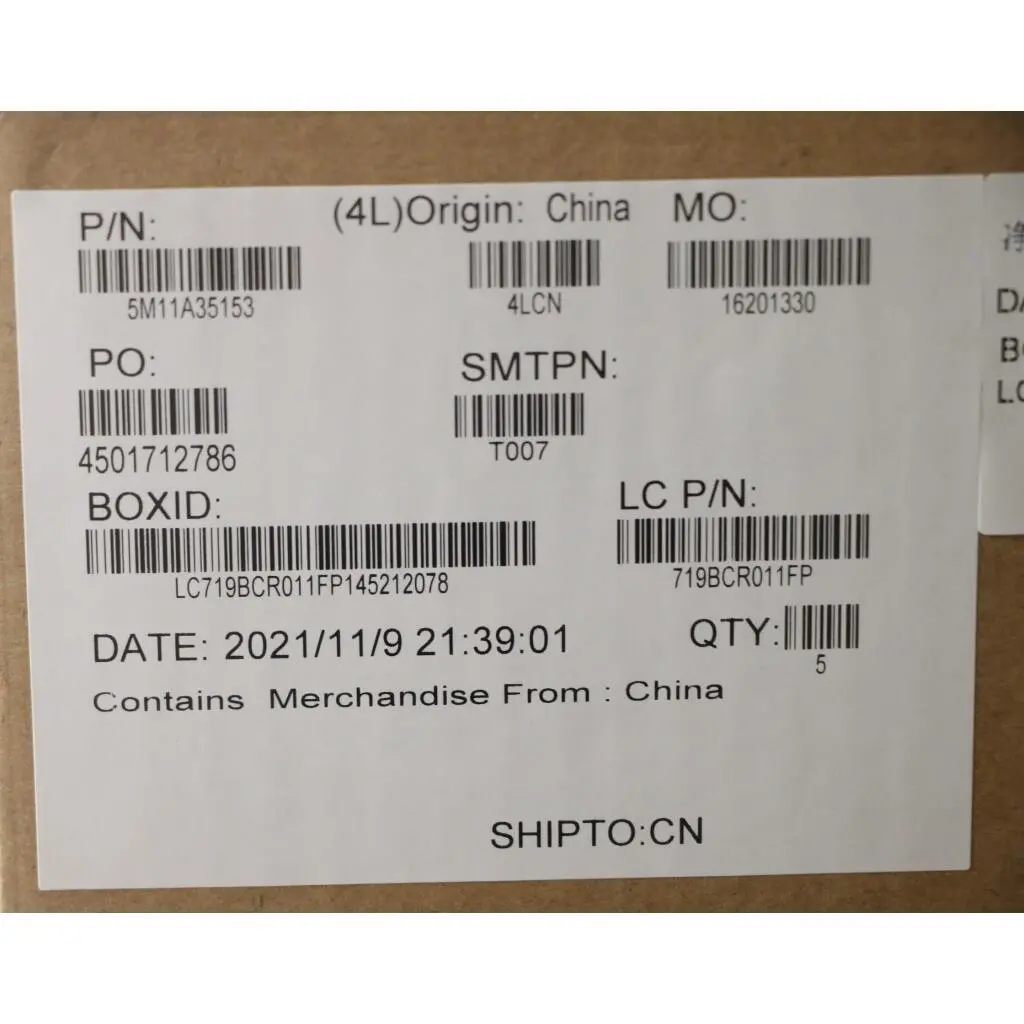 P/N:
(4L)Origin: China
MO:
5M11A35153
4LCN
16201330
PO:
SMTPN:
4501712786
T007
BOXID:
LC P/N:
LC719BCR011FP145212078
719BCR011FP
DATE: 2021/11/9 21:39:01
QTY:
5
Contains Merchandise From : China
SHIPTO:CN
净